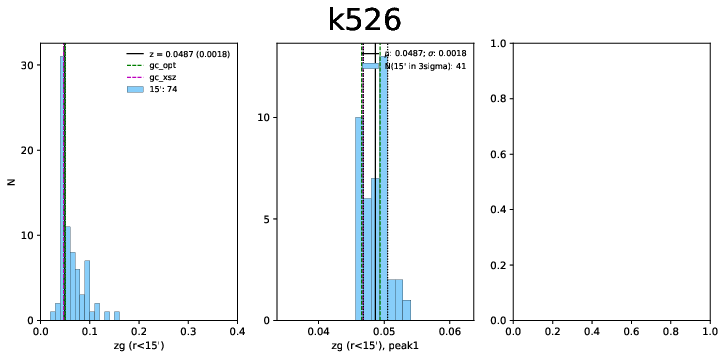 k526
z = 0.0487 (0.0018)
gc_opt
gc_xsz
15': 74
N
30
20
10
0
0.0 0.1 0.2 0.3 0.4
zg (r<15')
μ: 0.0487; σ: 0.0018
N(15' in 3sigma): 41
10
5
0
0.04 0.05 0.06
zg (r<15'), peak1
1.0
0.8
0.6
0.4
0.2
0.0
0.0 0.2 0.4 0.6 0.8 1.0